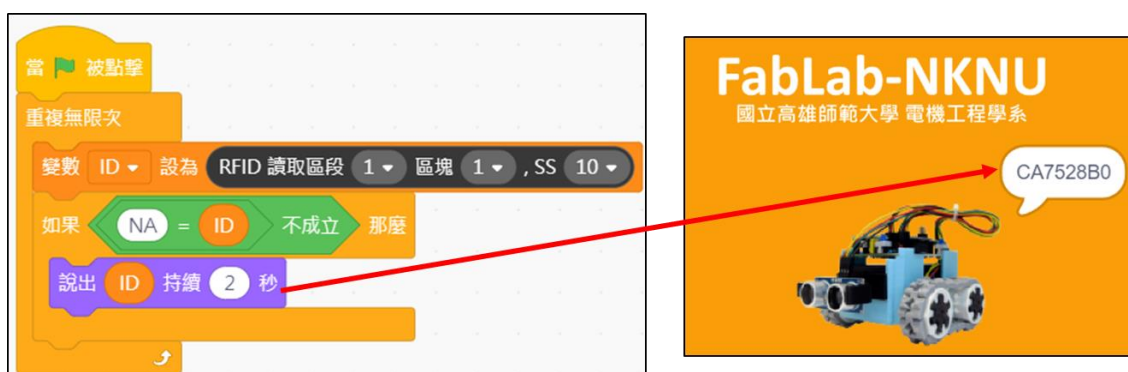 當 被點擊
重複無限次
變數 ID 設為 RFID 讀取區段 1 區塊 1 , SS 10
如果 NA = ID 不成立 那麼
說出 ID 持續 2 秒
FabLab-NKNU
國立高雄師範大學 電機工程學系
CA7528B0